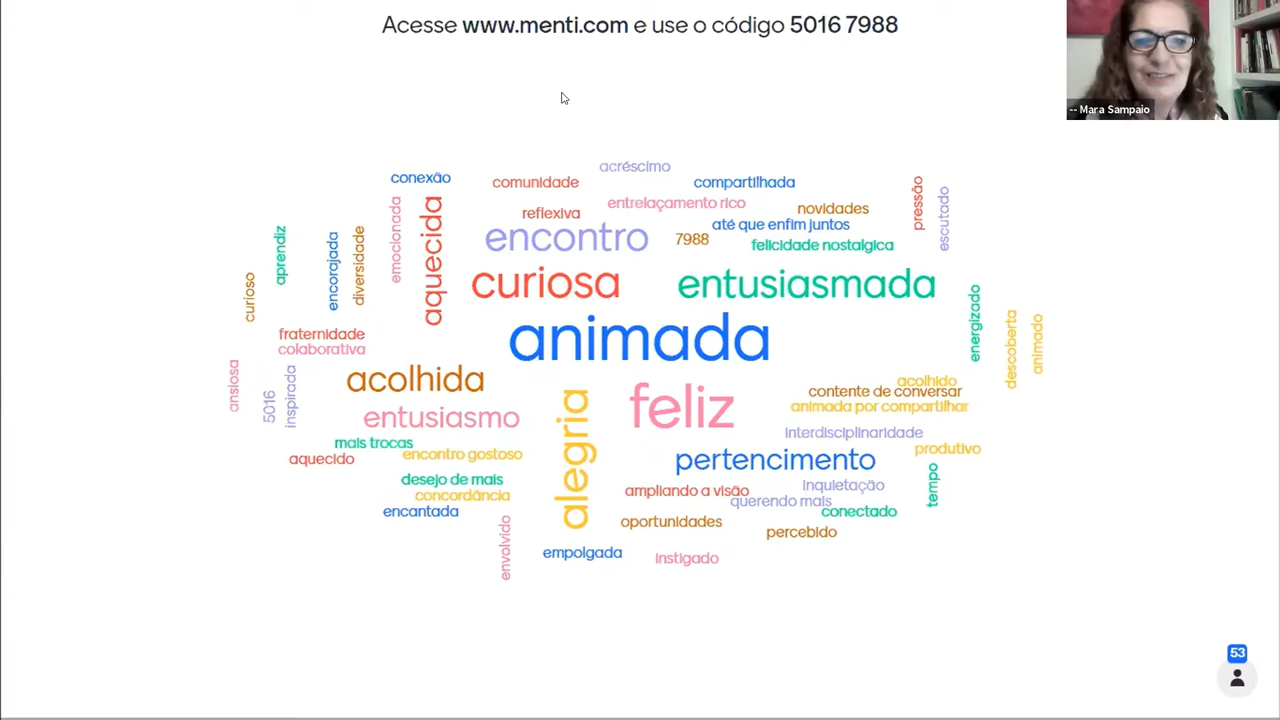 Acesse www.menti.com e use o código 5016 7988
-- Mara Sampaio
acréscimo
conexão
comunidade
compartilhada
entrelaçamento rico
novidades
pressão
escutado
reflexiva
até que enfim juntos
emocionada
aquecida
encontro
7988
felicidade nostalgica
aprendiz
encorajada
diversidade
curioso
curiosa
entusiasmada
energizado
descoberta
animado
fraternidade
colaborativa
animada
ansiosa
5016
inspirada
acolhida
feliz
acolhido
contente de conversar
animada por compartilhar
entusiasmo
alegria
interdisciplinaridade
mais trocas
encontro gostoso
produtivo
aquecido
pertencimento
desejo de mais
ampliando a visão
inquietação
tempo
concordância
querendo mais
encantada
oportunidades
conectado
percebido
envolvido
empolgada
instigado
53